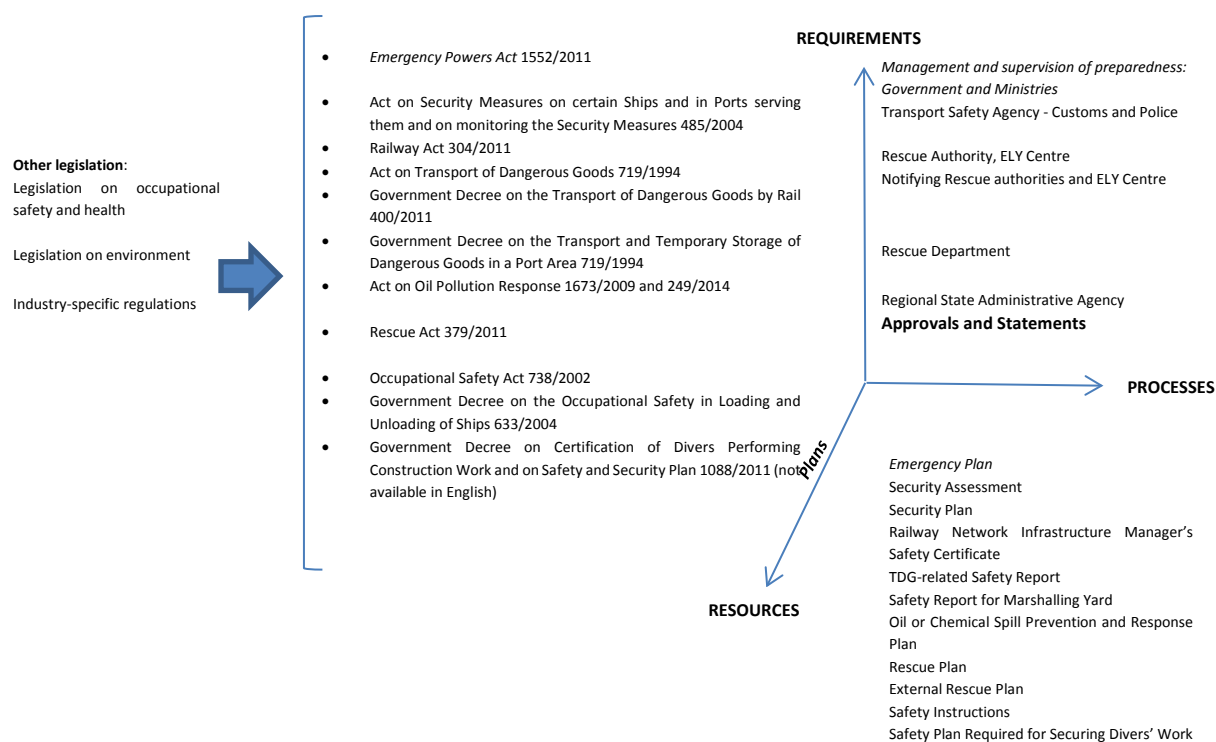 Other legislation:
Legislation on occupational
safety and health
Legislation on environment
Industry-specific regulations
• Emergency Powers Act 1552/2011
• Act on Security Measures on certain Ships and in Ports serving
them and on monitoring the Security Measures 485/2004
• Railway Act 304/2011
• Act on Transport of Dangerous Goods 719/1994
• Government Decree on the Transport of Dangerous Goods by Rail
400/2011
• Government Decree on the Transport and Temporary Storage of
Dangerous Goods in a Port Area 719/1994
• Act on Oil Pollution Response 1673/2009 and 249/2014
• Rescue Act 379/2011
• Occupational Safety Act 738/2002
• Government Decree on the Occupational Safety in Loading and
Unloading of Ships 633/2004
• Government Decree on Certification of Divers Performing
Construction Work and on Safety and Security Plan 1088/2011 (not
available in English)
REQUIREMENTS
Management and supervision of preparedness:
Government and Ministries
Transport Safety Agency - Customs and Police
Rescue Authority, ELY Centre
Notifying Rescue authorities and ELY Centre
Rescue Department
Regional State Administrative Agency
Approvals and Statements
PROCESSES
Plans
RESOURCES
Emergency Plan
Security Assessment
Security Plan
Railway Network Infrastructure Manager's
Safety Certificate
TDG-related Safety Report
Safety Report for Marshalling Yard
Oil or Chemical Spill Prevention and Response
Plan
Rescue Plan
External Rescue Plan
Safety Instructions
Safety Plan Required for Securing Divers' Work